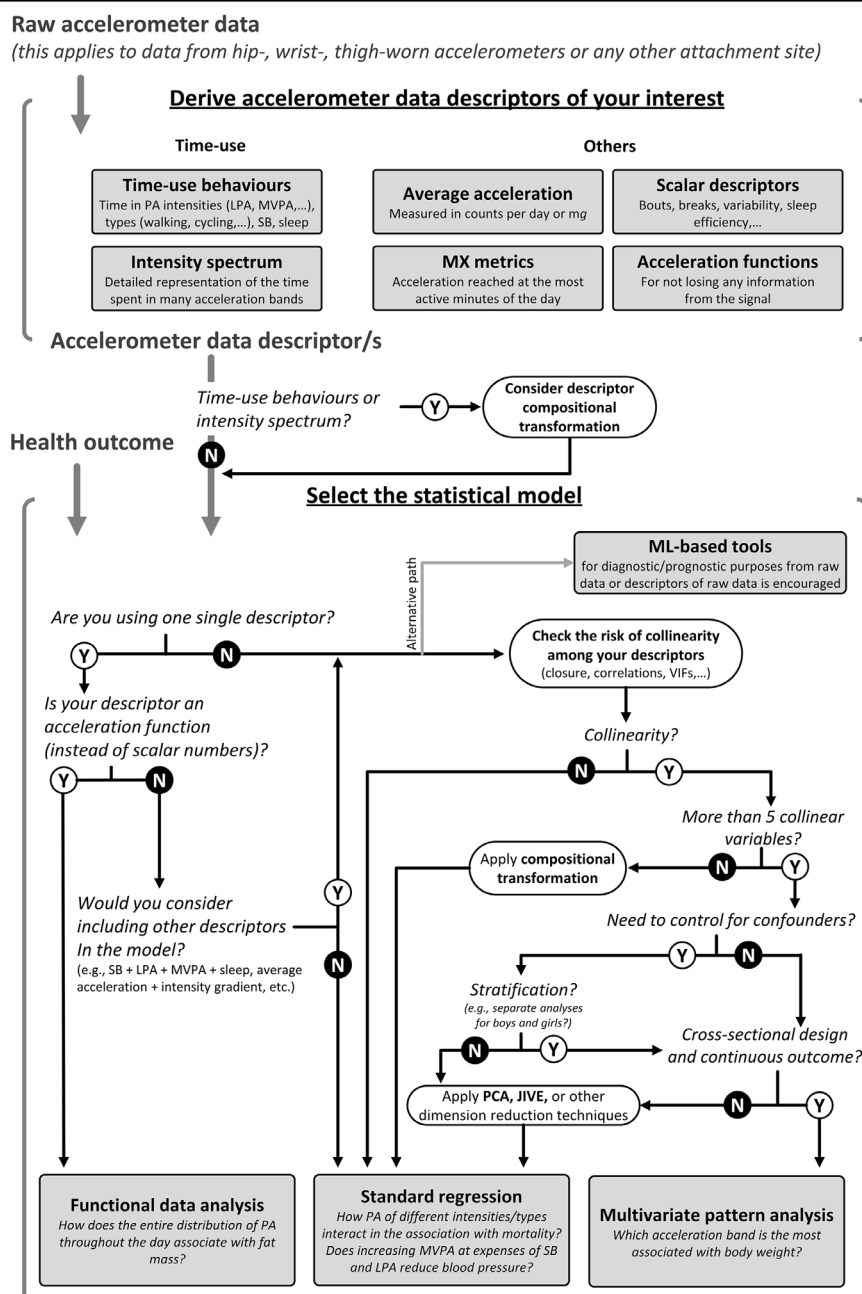 Raw accelerometer data
(this applies to data from hip-, wrist-, thigh-worn accelerometers or any other attachment site)
Derive accelerometer data descriptors of your interest
Time-use
Others
Time-use behaviours
Time in PA intensities (LPA, MVPA,...),
types (walking, cycling,...), SB, sleep
Average acceleration
Measured in counts per day or mg
Scalar descriptors
Bouts, breaks, variability, sleep
efficiency,...
Intensity spectrum
Detailed representation of the time
spent in many acceleration bands
MX metrics
Acceleration reached at the most
active minutes of the day
Acceleration functions
For not losing any information
from the signal
Accelerometer data descriptor/s
Time-use behaviours or
intensity spectrum?
Y
Consider descriptor
compositional
transformation
Health outcome
N
Select the statistical model
Alternative path
ML-based tools
for diagnostic/prognostic purposes from raw
data or descriptors of raw data is encouraged
Are you using one single descriptor?
Y
N
Check the risk of collinearity
among your descriptors
(closure, correlations, VIFs,...)
Is your descriptor an
acceleration function
(instead of scalar numbers)?
Y
N
Collinearity?
N
Y
More than 5 collinear
variables?
N
Y
Apply compositional
transformation
Would you consider
including other descriptors
In the model?
(e.g., SB + LPA + MVPA + sleep, average
acceleration + intensity gradient, etc.)
Y
N
Need to control for confounders?
Y
N
Stratification?
(e.g., separate analyses
for boys and girls?)
N
Y
Cross-sectional design
and continuous outcome?
N
Y
Apply PCA, JIVE, or other
dimension reduction techniques
Functional data analysis
How does the entire distribution of PA
throughout the day associate with fat
mass?
Standard regression
How PA of different intensities/types
interact in the association with mortality?
Does increasing MVPA at expenses of SB
and LPA reduce blood pressure?
Multivariate pattern analysis
Which acceleration band is the most
associated with body weight?